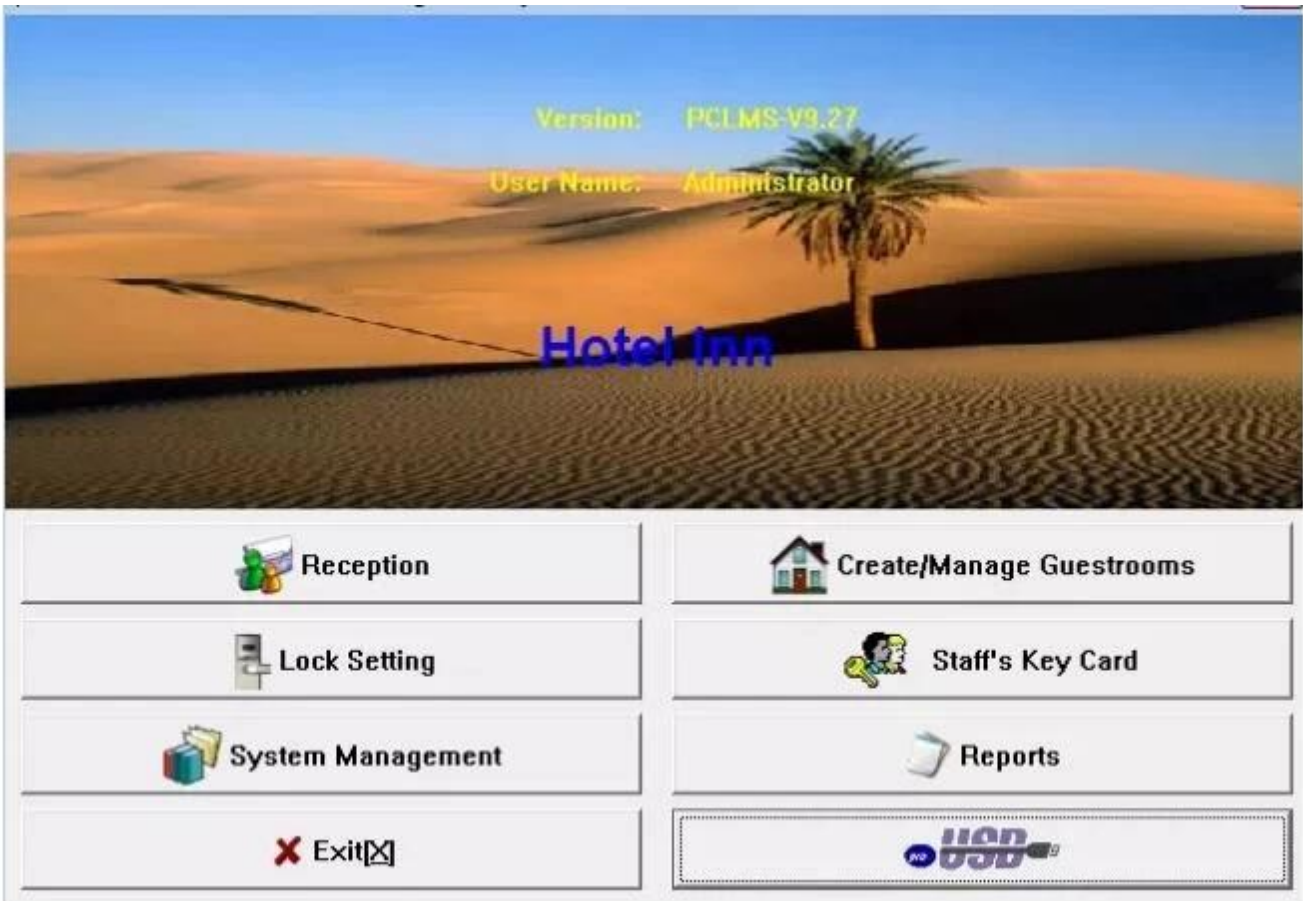 Version: PCLMS-V9.27
User Name: Administrator
Hotel Inn
Reception
Create/Manage Guestrooms
Lock Setting
Staff's Key Card
System Management
Reports
Exit[X]
pro USB